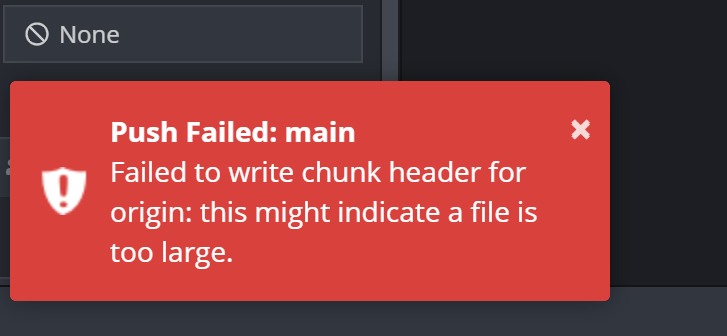 None
Push Failed: main
Failed to write chunk header for
origin: this might indicate a file is
too large.